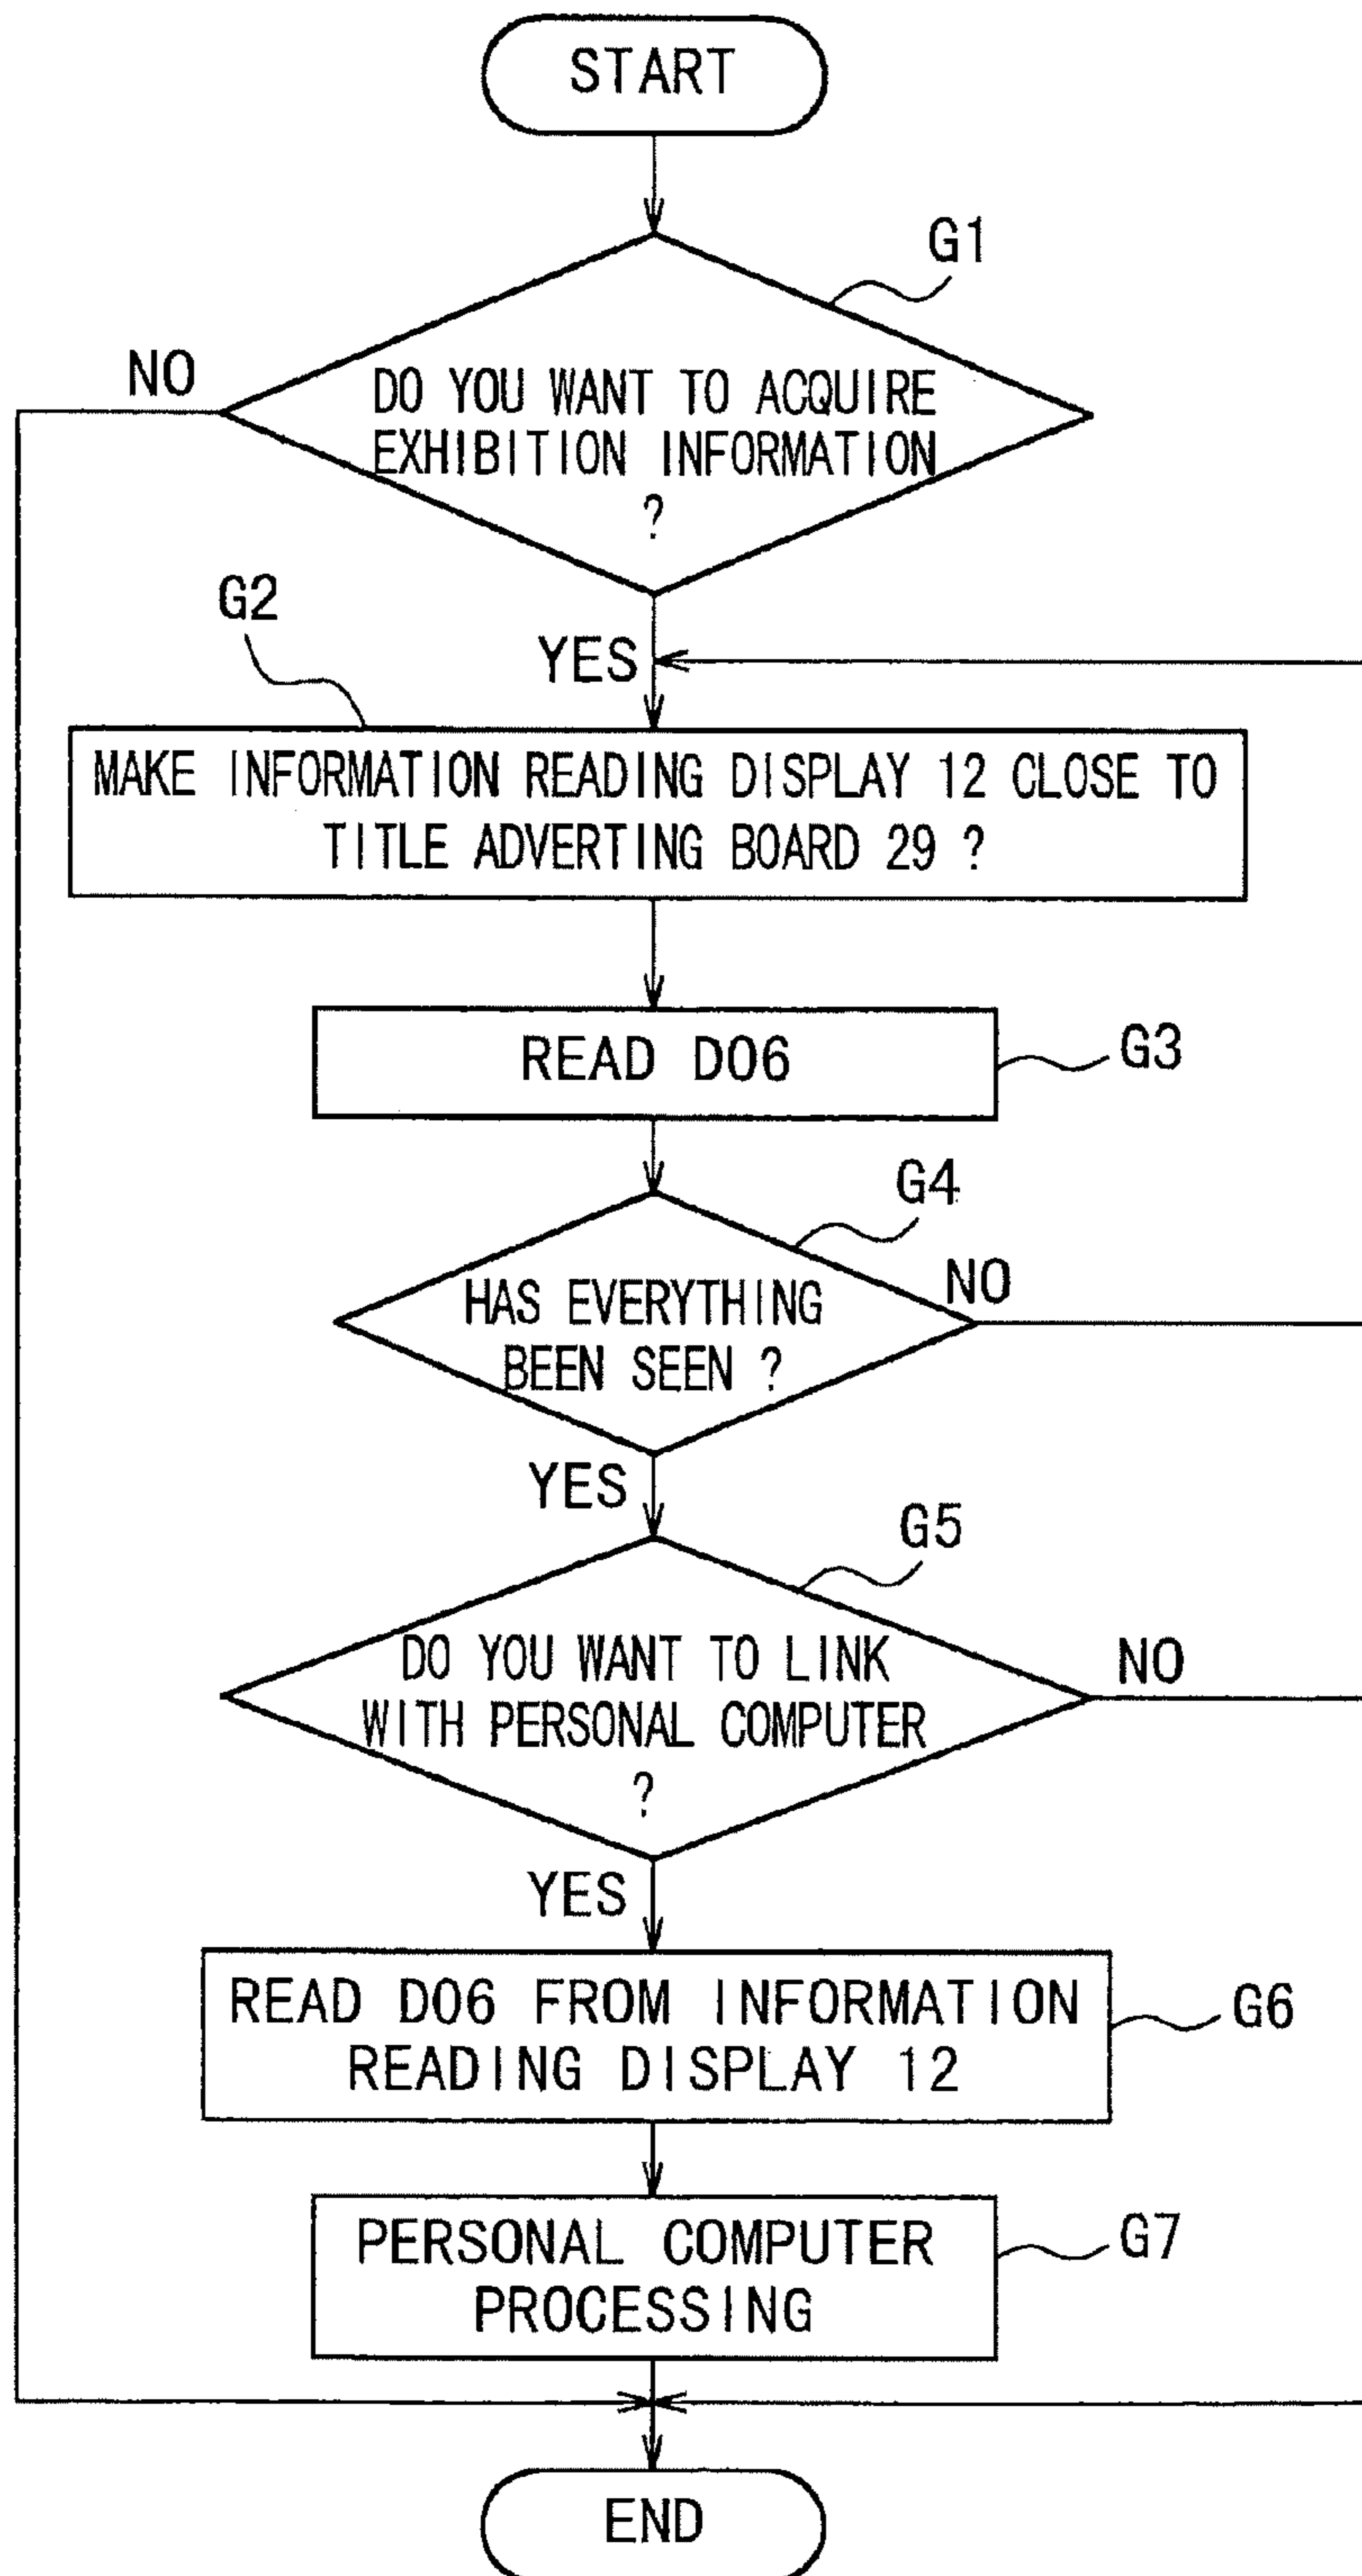 START
G1
NO
DO YOU WANT TO ACQUIRE
EXHIBITION INFORMATION
?
G2
YES
MAKE INFORMATION READING DISPLAY 12 CLOSE TO
TITLE ADVERTING BOARD 29 ?
READ D06
G3
G4
HAS EVERYTHING
BEEN SEEN ?
NO
YES
G5
DO YOU WANT TO LINK
WITH PERSONAL COMPUTER
?
NO
YES
READ D06 FROM INFORMATION
READING DISPLAY 12
G6
PERSONAL COMPUTER
PROCESSING
G7
END